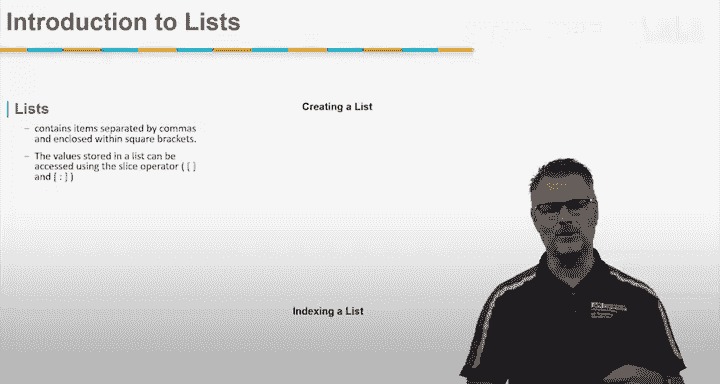 Introduction to Lists
Lists
– contains items separated by commas
and enclosed within square brackets.
– The values stored in a list can be
accessed using the slice operator ( [ ]
and [ : ] )
Creating a List
Indexing a List